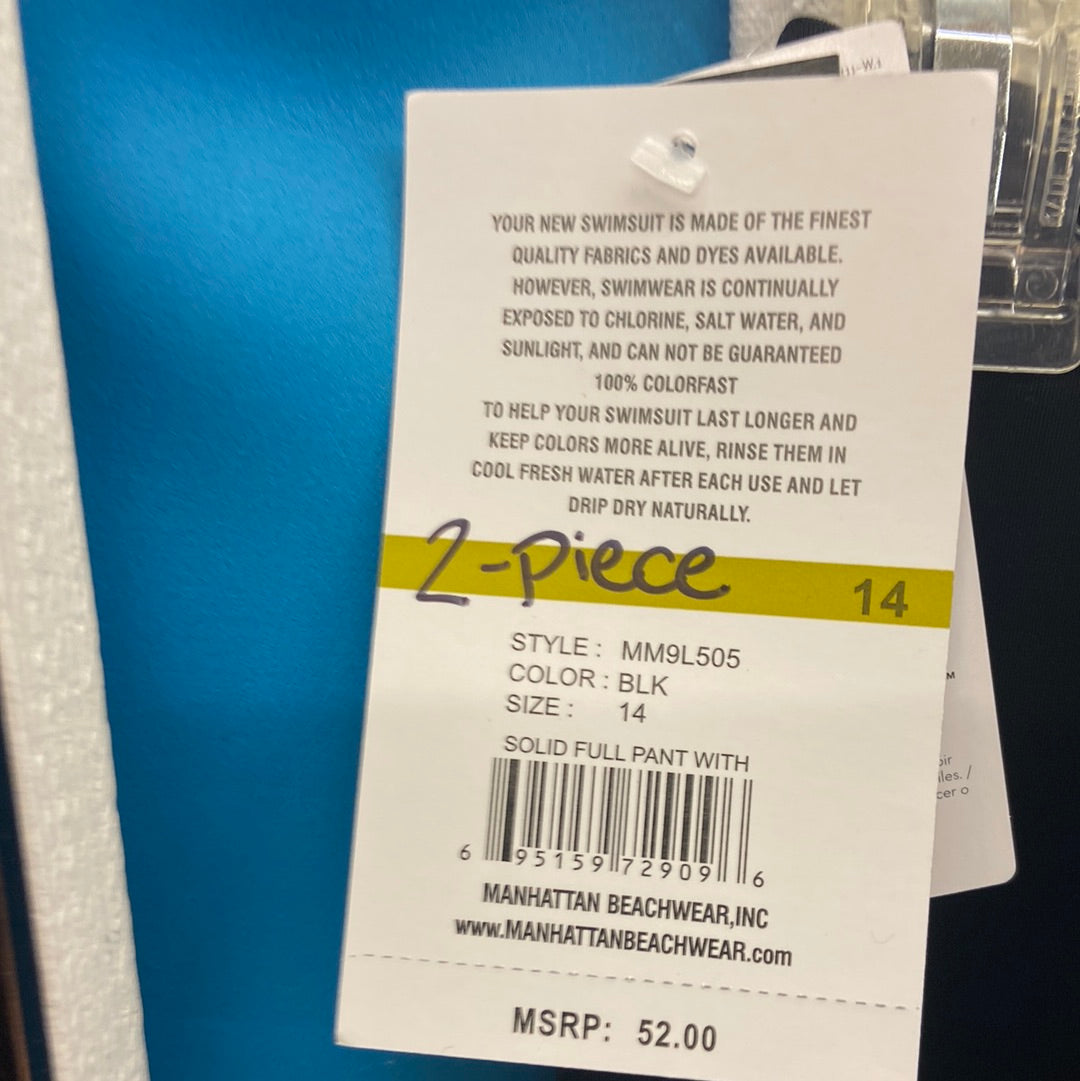 YOUR NEW SWIMSUIT IS MADE OF THE FINEST
QUALITY FABRICS AND DYES AVAILABLE.
HOWEVER, SWIMWEAR IS CONTINUALLY
EXPOSED TO CHLORINE, SALT WATER, AND
SUNLIGHT, AND CAN NOT BE GUARANTEED
100% COLORFAST
TO HELP YOUR SWIMSUIT LAST LONGER AND
KEEP COLORS MORE ALIVE, RINSE THEM IN
COOL FRESH WATER AFTER EACH USE AND LET
DRIP DRY NATURALLY.
2-piece 14
STYLE : MM9L505
COLOR : BLK
SIZE : 14
SOLID FULL PANT WITH
6 95159 72909 6
MANHATTAN BEACHWEAR,INC
www.MANHATTANBEACHWEAR.com
MSRP: 52.00